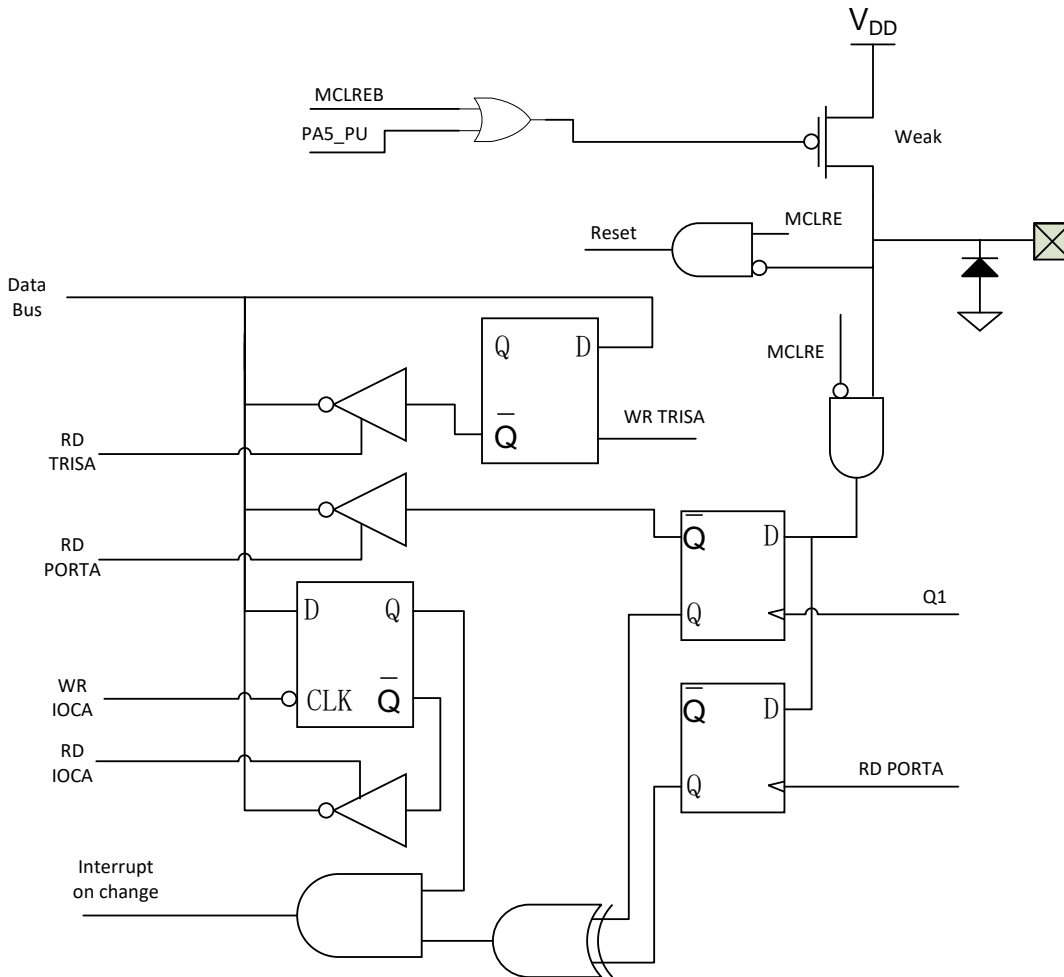 VDD
MCLREB
PA5_PU
Weak
MCLRE
Reset
Data
Bus
Q D
MCLRE
Q
WR TRISA
RD
TRISA
Q D
RD
PORTA
Q1
D Q
Q
WR
IOCA
CLK Q
Q D
RD
IOCA
RD PORTA
Q
Interrupt
on change